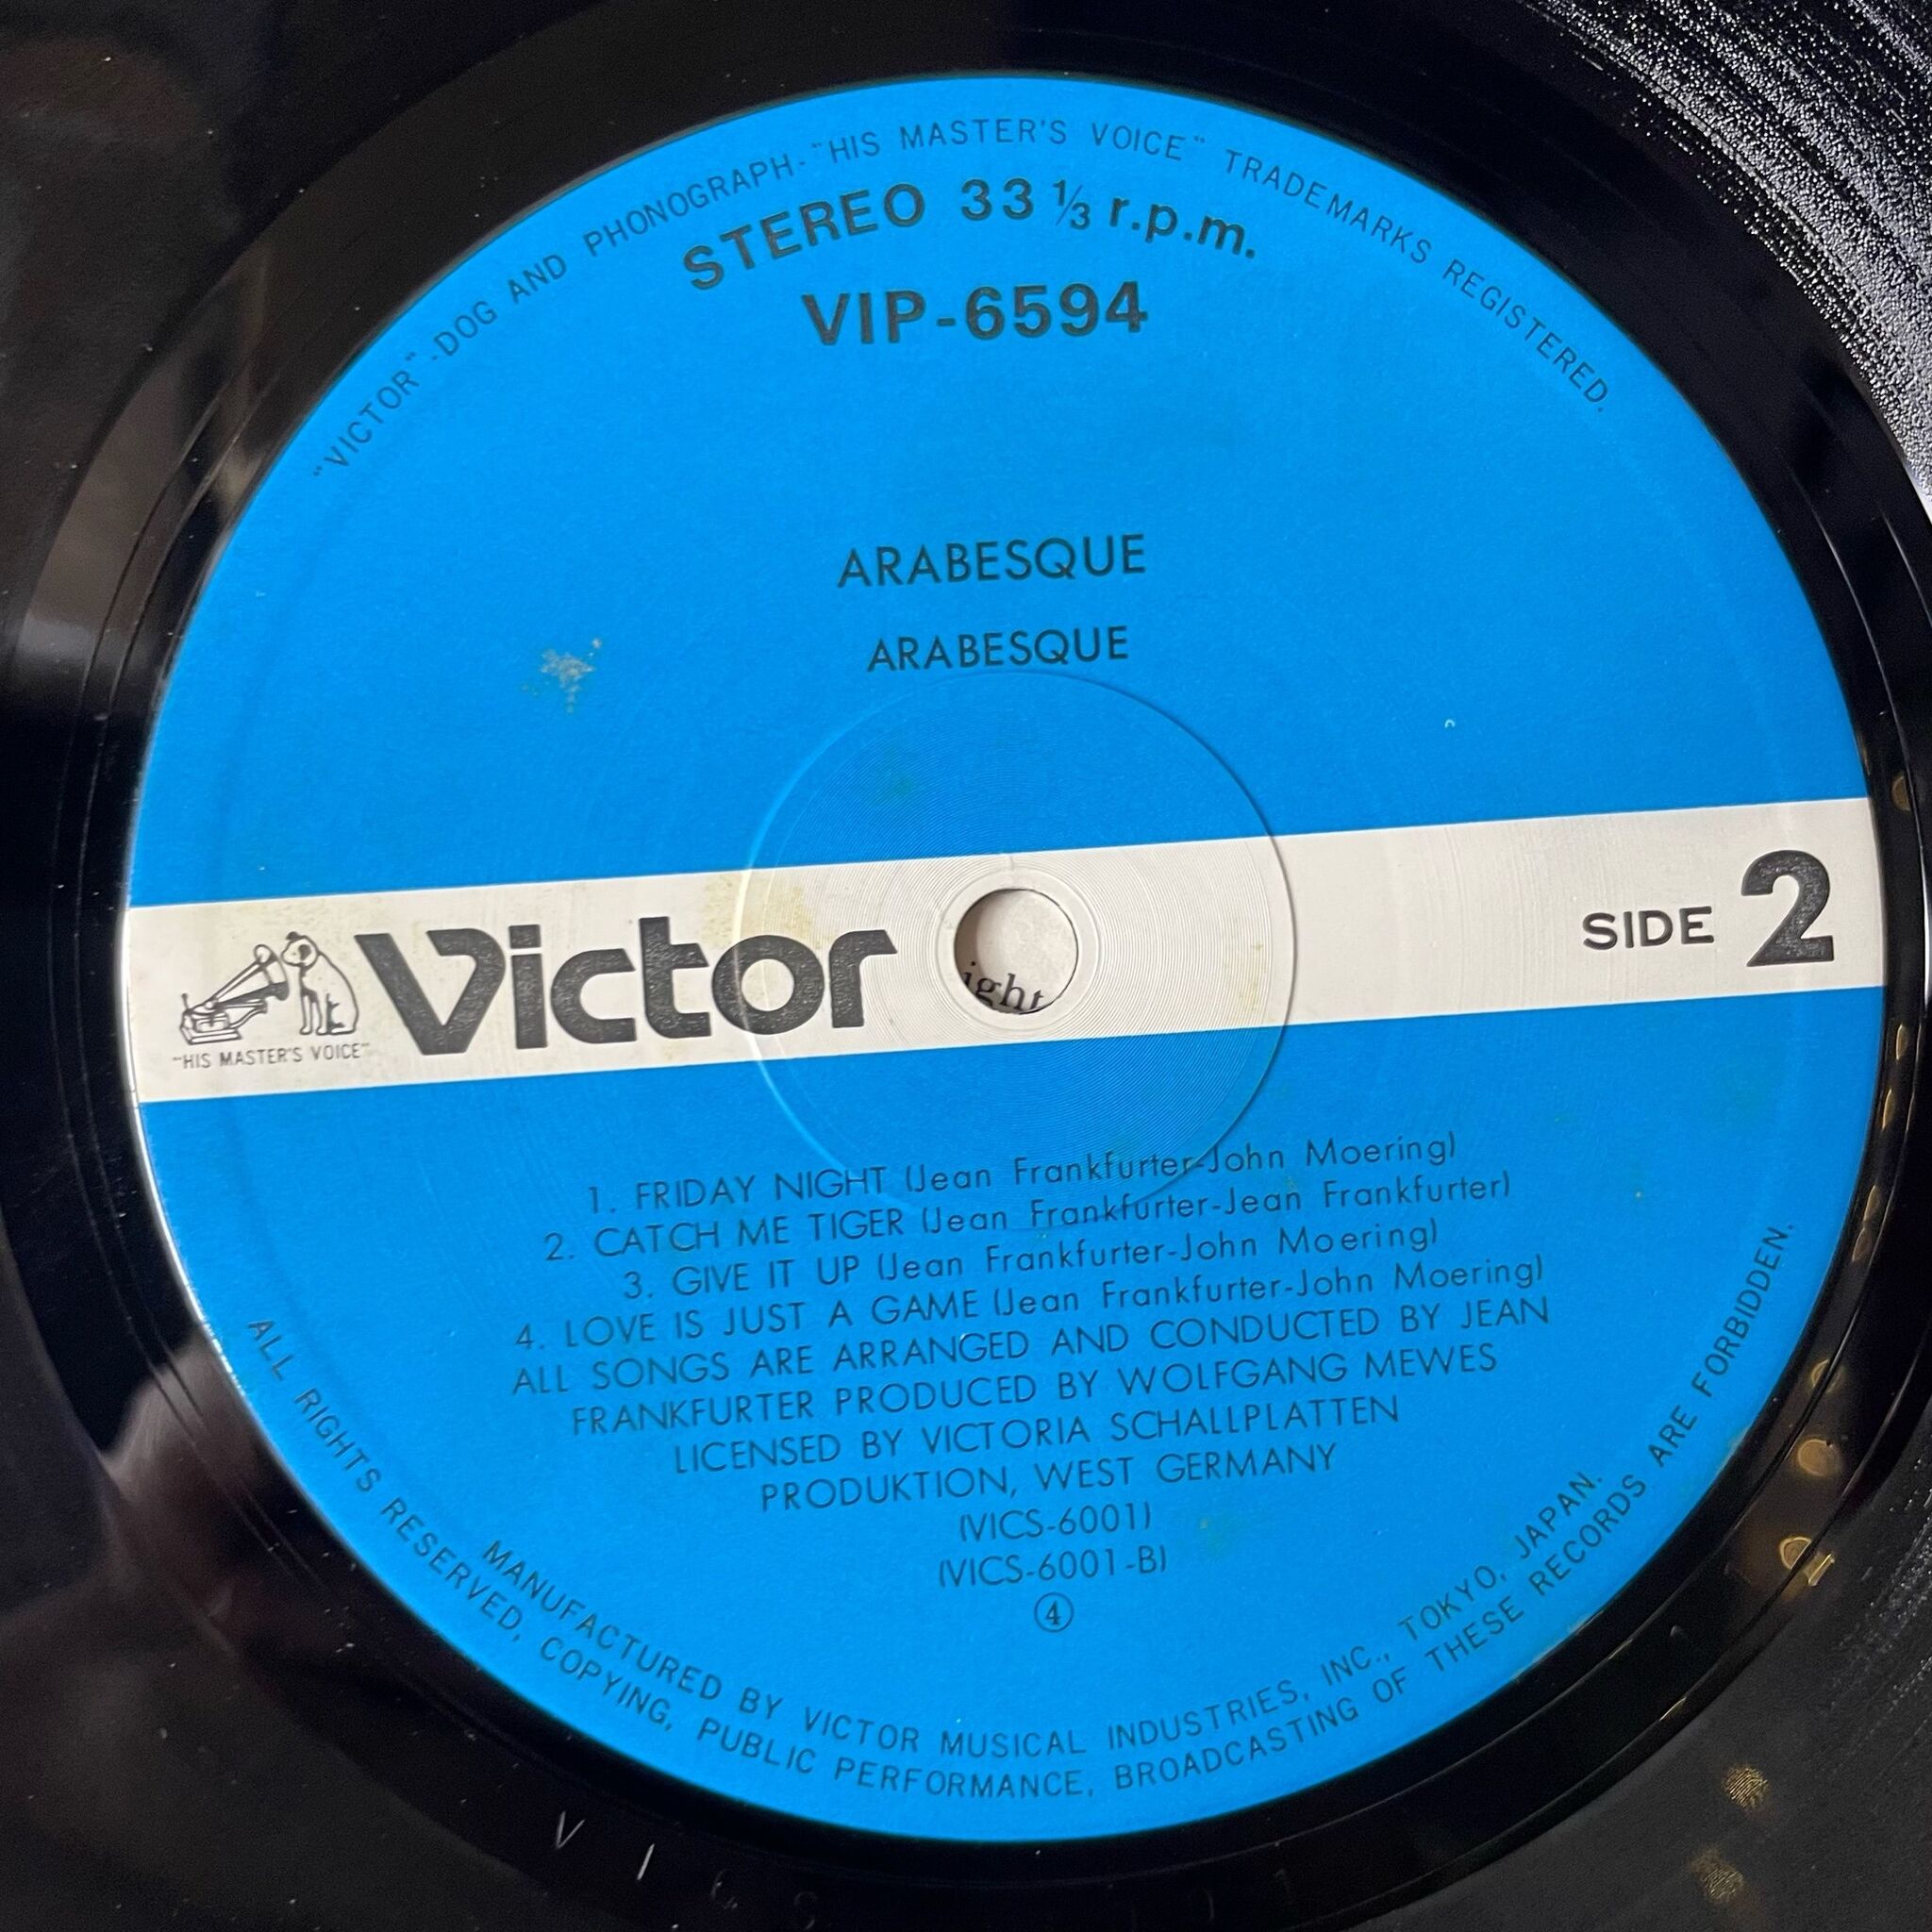 "VICTOR"-DOG AND PHONOGRAPH-"HIS MASTER'S VOICE" TRADEMARKS REGISTERED.
STEREO 33 ⅓ r.p.m.
VIP-6594
ARABESQUE
ARABESQUE
Victor
"HIS MASTER'S VOICE"
ight
SIDE 2
1. FRIDAY NIGHT (Jean Frankfurter-John Moering)
2. CATCH ME TIGER (Jean Frankfurter-Jean Frankfurter)
3. GIVE IT UP (Jean Frankfurter-John Moering)
4. LOVE IS JUST A GAME (Jean Frankfurter-John Moering)
ALL SONGS ARE ARRANGED AND CONDUCTED BY JEAN
FRANKFURTER PRODUCED BY WOLFGANG MEWES
LICENSED BY VICTORIA SCHALLPLATTEN
PRODUKTION, WEST GERMANY
(VICS-6001)
(VICS-6001-B)
④
MANUFACTURED BY VICTOR MUSICAL INDUSTRIES, INC., TOKYO, JAPAN.
ALL RIGHTS RESERVED, COPYING, PUBLIC PERFORMANCE, BROADCASTING OF THESE RECORDS ARE FORBIDDEN.
VICS